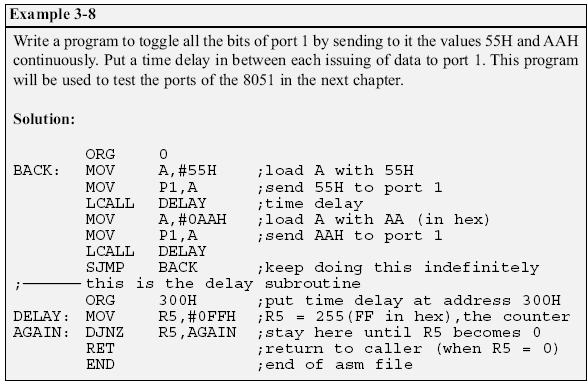 Example 3-8
Write a program to toggle all the bits of port 1 by sending to it the values 55H and AAH
continuously. Put a time delay in between each issuing of data to port 1. This program
will be used to test the ports of the 8051 in the next chapter.
Solution:
ORG 0
BACK: MOV A,#55H ;load A with 55H
MOV P1,A ;send 55H to port 1
LCALL DELAY ;time delay
MOV A,#0AAH ;load A with AA (in hex)
MOV P1,A ;send AAH to port 1
LCALL DELAY
SJMP BACK ;keep doing this indefinitely
;——— this is the delay subroutine
ORG 300H ;put time delay at address 300H
DELAY: MOV R5,#0FFH ;R5 = 255(FF in hex),the counter
AGAIN: DJNZ R5,AGAIN ;stay here until R5 becomes 0
RET ;return to caller (when R5 = 0)
END ;end of asm file